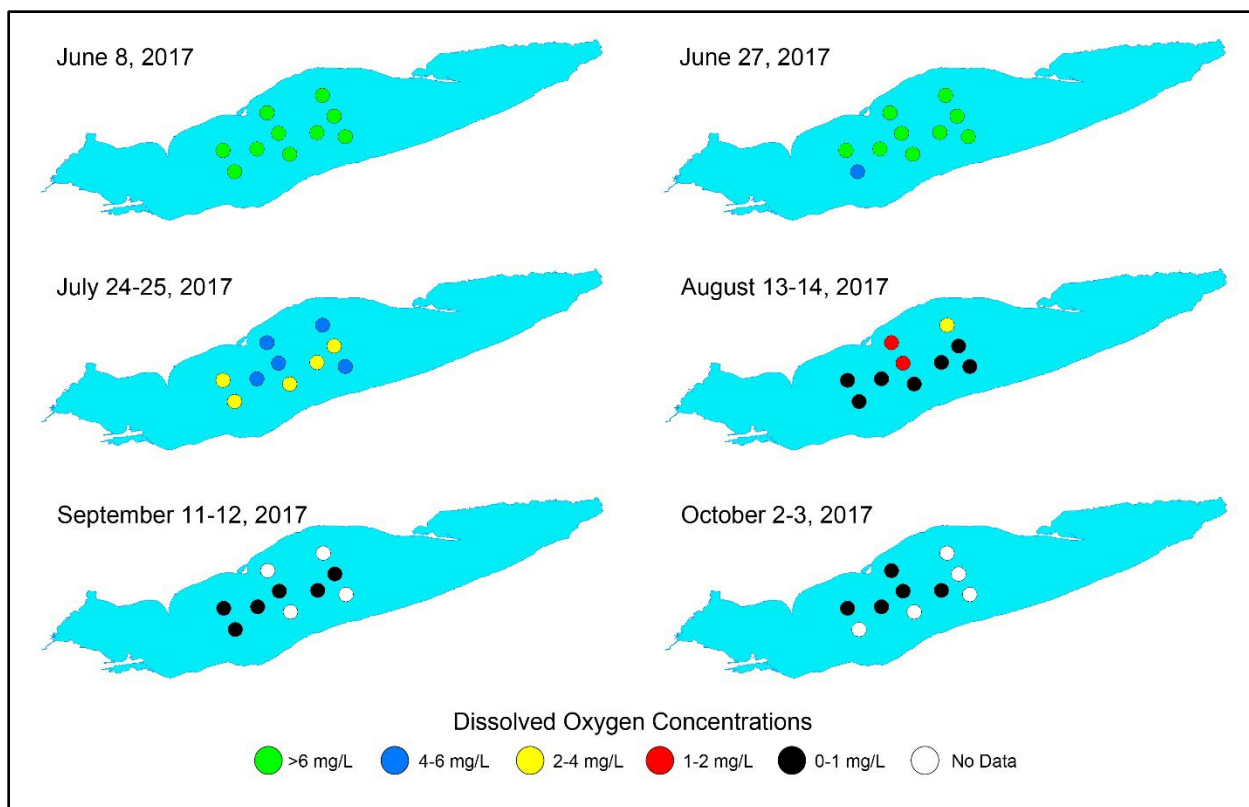 June 8, 2017
June 27, 2017
July 24-25, 2017
August 13-14, 2017
September 11-12, 2017
October 2-3, 2017
Dissolved Oxygen Concentrations
>6 mg/L 4-6 mg/L 2-4 mg/L 1-2 mg/L 0-1 mg/L No Data